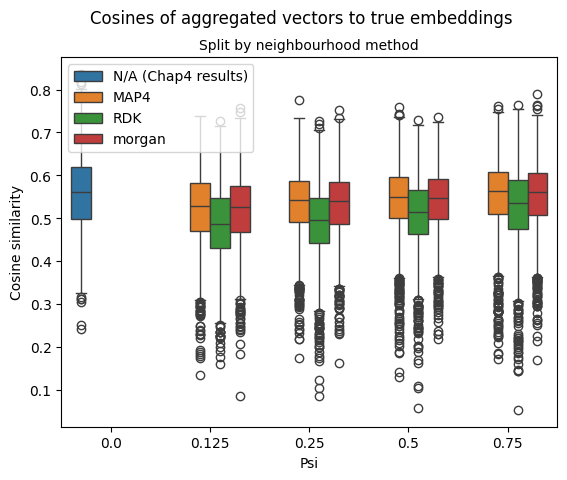 Cosines of aggregated vectors to true embeddings
Split by neighbourhood method
N/A (Chap4 results)
MAP4
RDK
morgan
Cosine similarity
0.8
0.7
0.6
0.5
0.4
0.3
0.2
0.1
0.0
0.125
0.25
0.5
0.75
Psi